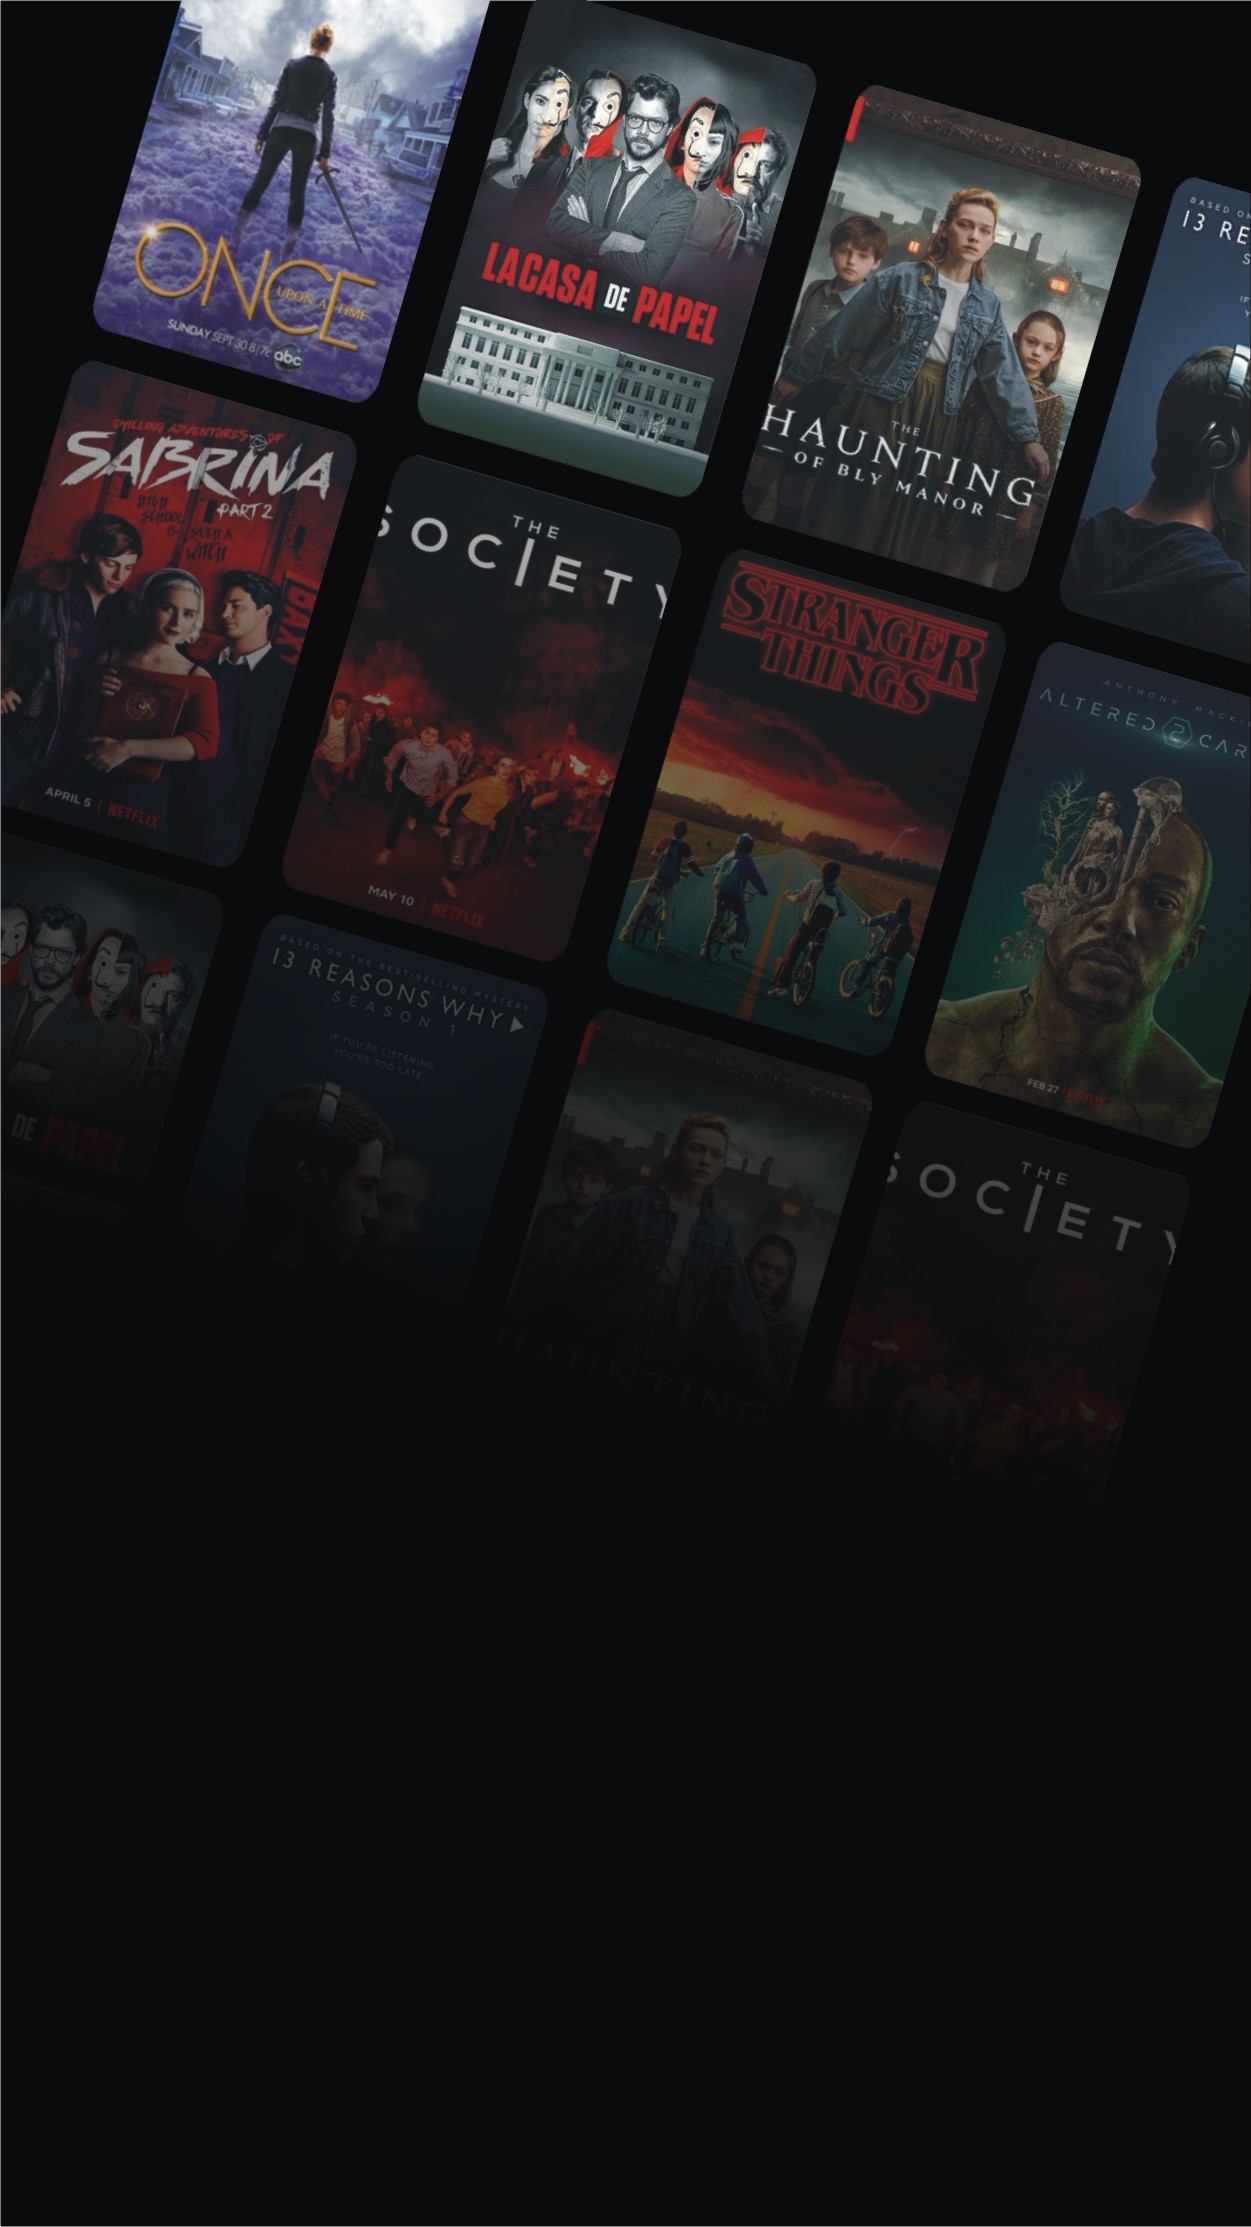 ONCE
UPON A TIME
SUNDAY SEPT 30 8|7c abc
LA CASA DE PAPEL
THE
HAUNTING
OF BLY MANOR
BASED ON
13 RE
S
IF
Y
CHILLING ADVENTURES OF
SABRINA
PART 2
HIGH
SCHOOL
IS SUCH A
WITCH
APRIL 5 | NETFLIX
THE
SOCIETY
MAY 10 | NETFLIX
STRANGER
THINGS
ANTHONY MACKIE
ALTERED 2 CAR
FEB 27 | NETFLIX
DE PAPEL
BASED ON THE BEST-SELLING MYSTERY
13 REASONS WHY
SEASON 1
IF YOU'RE LISTENING,
YOU'RE TOO LATE
HAUNTING
THE
SOCIETY